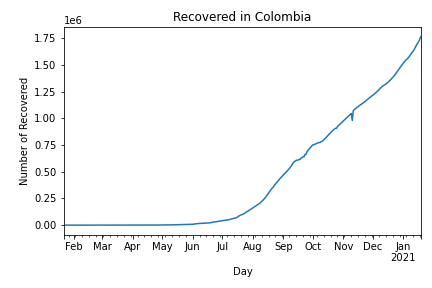 Recovered in Colombia
1e6
1.75
1.50
1.25
1.00
0.75
0.50
0.25
0.00
Number of Recovered
Feb Mar Apr May Jun Jul Aug Sep Oct Nov Dec Jan
2021
Day